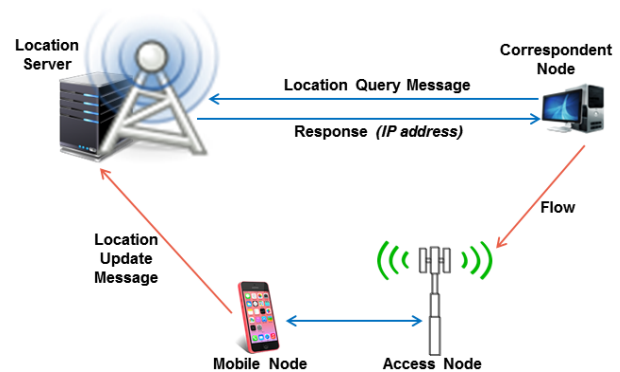 Location
Server
Correspondent
Node
Location Query Message
Response (IP address)
Flow
Location
Update
Message
Mobile Node
Access Node